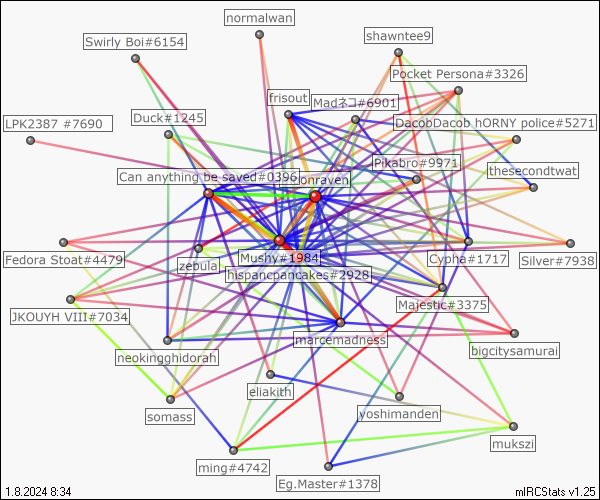 normalwan
Swirly Boi#6154
shawntee9
Pocket Persona#3326
frisout
Madネコ#6901
Duck#1245
LPK2387 #7690
DacobDacob hORNY police#5271
Pikabro#9971
thesecondtwat
Can anything be saved#0396
onraven
Mushy#1984
Cypha#1717
Fedora Stoat#4479
zebula
Silver#7938
hispancpancakes#2928
Majestic#3375
JKOUYH VIII#7034
marcemadness
neokingghidorah
bigcitysamurai
eliakith
somass
yoshimanden
mukszi
ming#4742
Eg.Master#1378
1.8.2024 8:34
mIRCStats v1.25